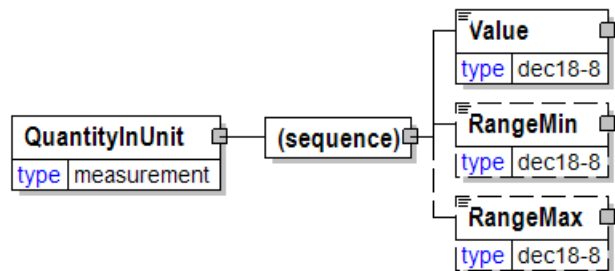 Value
type dec18-8
QuantityInUnit
type measurement
(sequence)
RangeMin
type dec18-8
RangeMax
type dec18-8